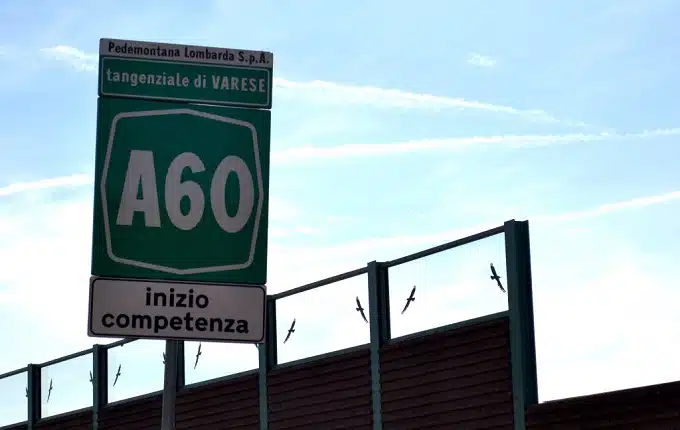 Pedemontana Lombarda S.p.A.
tangenziale di VARESE
A60
inizio
competenza